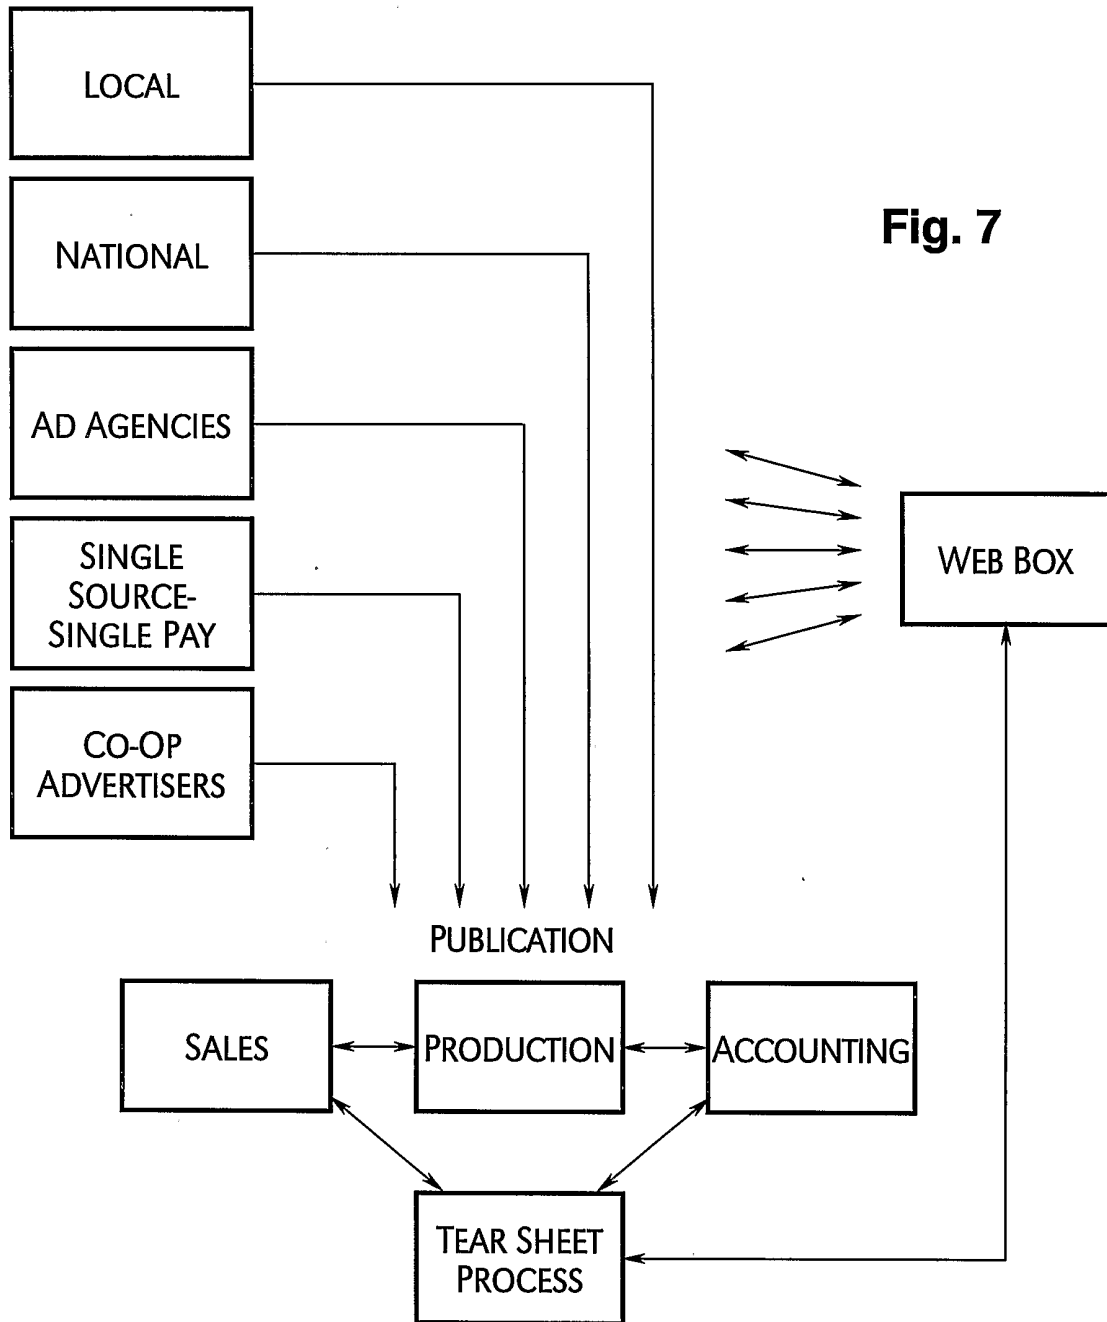 LOCAL
NATIONAL
Fig. 7
AD AGENCIES
SINGLE
SOURCE-
SINGLE PAY
WEB BOX
CO-OP
ADVERTISERS
PUBLICATION
SALES
PRODUCTION
ACCOUNTING
TEAR SHEET
PROCESS